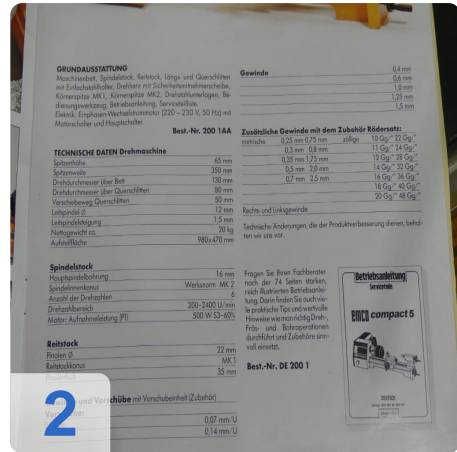 GRUNDAUSSTATTUNG
Maschinenbett, Spindelstock, Reitstock, Längs- und Querschlitten
mit Einfachstahlhalter, Drehherz mit Sicherheitsmitnehmerscheibe,
Körnerspitze MK1, Körnerspitze MK2, Drehzahlunterlagen, Be-
dienungswerkzeug, Betriebsanleitung, Serviceteilliste.
Elektrik: Einphasen-Wechselstrommotor (220 – 230 V, 50 Hz) mit
Motorschalter und Hauptschalter.
Best.-Nr. 200 1AA
TECHNISCHE DATEN Drehmaschine
Spitzenhöhe 65 mm
Spitzenweite 350 mm
Drehdurchmesser über Bett 130 mm
Drehdurchmesser über Querschlitten 80 mm
Verschiebeweg Querschlitten 50 mm
Leitspindel Ø 12 mm
Leitspindelsteigung 1,5 mm
Nettogewicht ca. 20 kg
Aufstellfläche 980x470 mm
Spindelstock
Hauptspindelbohrung 16 mm
Spindelinnenkonus Werksnorm MK 2
Anzahl der Drehzahlen 6
Drehzahlbereich 200–2400 U/min
Motor: Aufnahmeleistung (P1) 500 W S3-60%
Reitstock
Pinolen Ø 22 mm
Reitstockkonus MK 1
35 mm
und Vorschübe mit Vorschubeinheit (Zubehör)
0,07 mm/U
0,14 mm/U
2
Gewinde 0,4 mm
0,6 mm
1,0 mm
1,25 mm
1,5 mm
Zusätzliche Gewinde mit dem Zubehör Rädersatz:
metrische 0,25 mm 0,75 mm zöllige 10 Gg/" 22 Gg/"
0,3 mm 0,8 mm 11 Gg/" 24 Gg/"
0,35 mm 1,75 mm 12 Gg/" 28 Gg/"
0,5 mm 2,0 mm 14 Gg/" 32 Gg/"
0,7 mm 2,5 mm 16 Gg/" 36 Gg/"
18 Gg/" 40 Gg/"
20 Gg/" 48 Gg/"
Rechts- und Linksgewinde
Technische Änderungen, die der Produktverbesserung dienen, behal-
ten wir uns vor.
Fragen Sie Ihren Fachberater
nach der 74 Seiten starken,
reich illustrierten Betriebsanlei-
tung. Darin finden Sie auch vie-
le praktische Tips und wertvolle
Hinweise wie man richtig Dreh-,
Fräs- und Bohroperationen
durchführt und Zubehöre sinn-
voll einsetzt.
Best.-Nr. DE 200 1
Betriebsanleitung
Serviceteile
emco compact 5